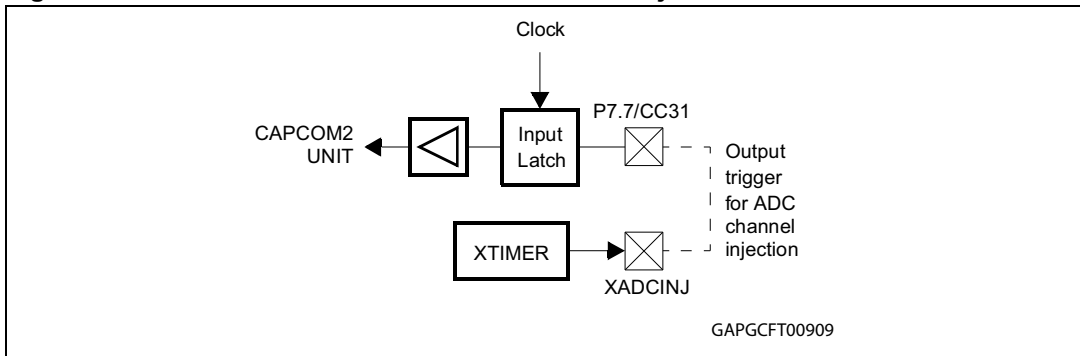 Clock
P7.7/CC31
CAPCOM2
UNIT
Input
Latch
Output
trigger
for ADC
channel
injection
XTIMER
XADCINJ
GAPGCFT00909